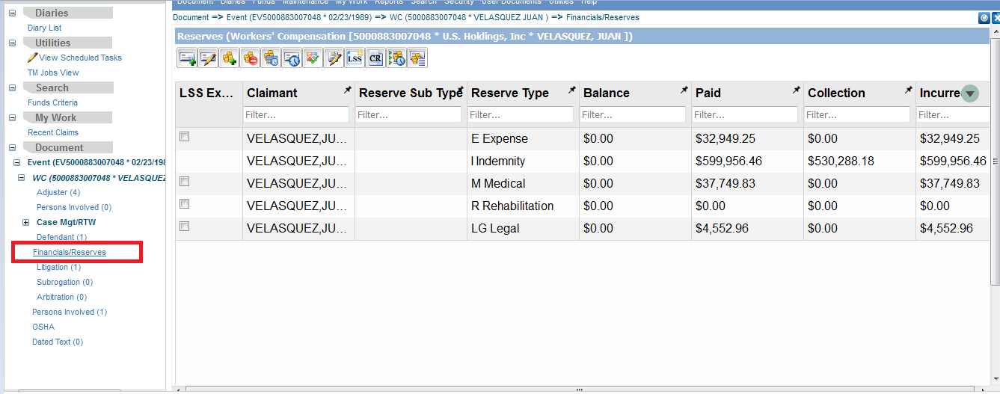 Document Diaries Funds Maintenance My Work Reports Search Security User Documents Utilities Help
Diaries
Diary List
Utilities
View Scheduled Tasks
TM Jobs View
Search
Funds Criteria
My Work
Recent Claims
Document
Event (EV5000883007048 * 02/23/198
WC (5000883007048 * VELASQUEZ
Adjuster (4)
Persons Involved (0)
Case Mgt/RTW
Defendant (1)
Financials/Reserves
Litigation (1)
Subrogation (0)
Arbitration (0)
Persons Involved (1)
OSHA
Dated Text (0)
Document => Event (EV5000883007048 * 02/23/1989) => WC (5000883007048 * VELASQUEZ JUAN ) => Financials/Reserves
Reserves (Workers' Compensation [5000883007048 * U.S. Holdings, Inc * VELASQUEZ, JUAN ])
LSS CR
LSS Ex... Claimant Reserve Sub Type Reserve Type Balance Paid Collection Incurre
Filter... Filter... Filter... Filter... Filter... Filter... Filter...
VELASQUEZ,JU... E Expense $0.00 $32,949.25 $0.00 $32,949.25
VELASQUEZ,JU... I Indemnity $0.00 $599,956.46 $530,288.18 $599,956.46
VELASQUEZ,JU... M Medical $0.00 $37,749.83 $0.00 $37,749.83
VELASQUEZ,JU... R Rehabilitation $0.00 $0.00 $0.00 $0.00
VELASQUEZ,JU... LG Legal $0.00 $4,552.96 $0.00 $4,552.96